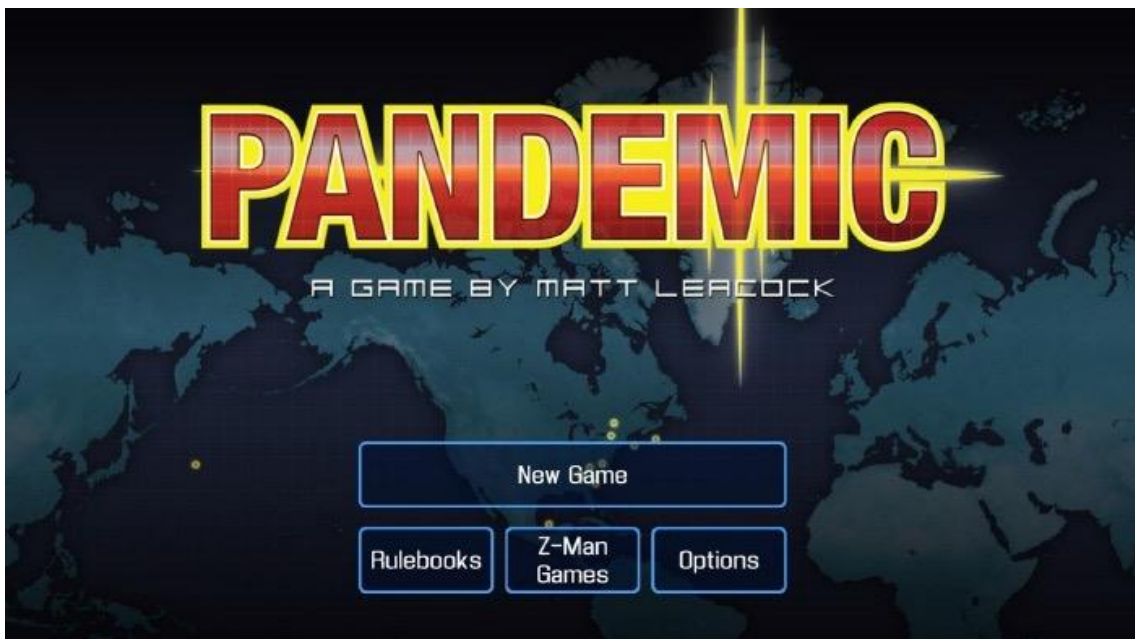 PANDEMIC
A GAME BY MATT LEACOCK
New Game
Rulebooks
Z-Man
Games
Options